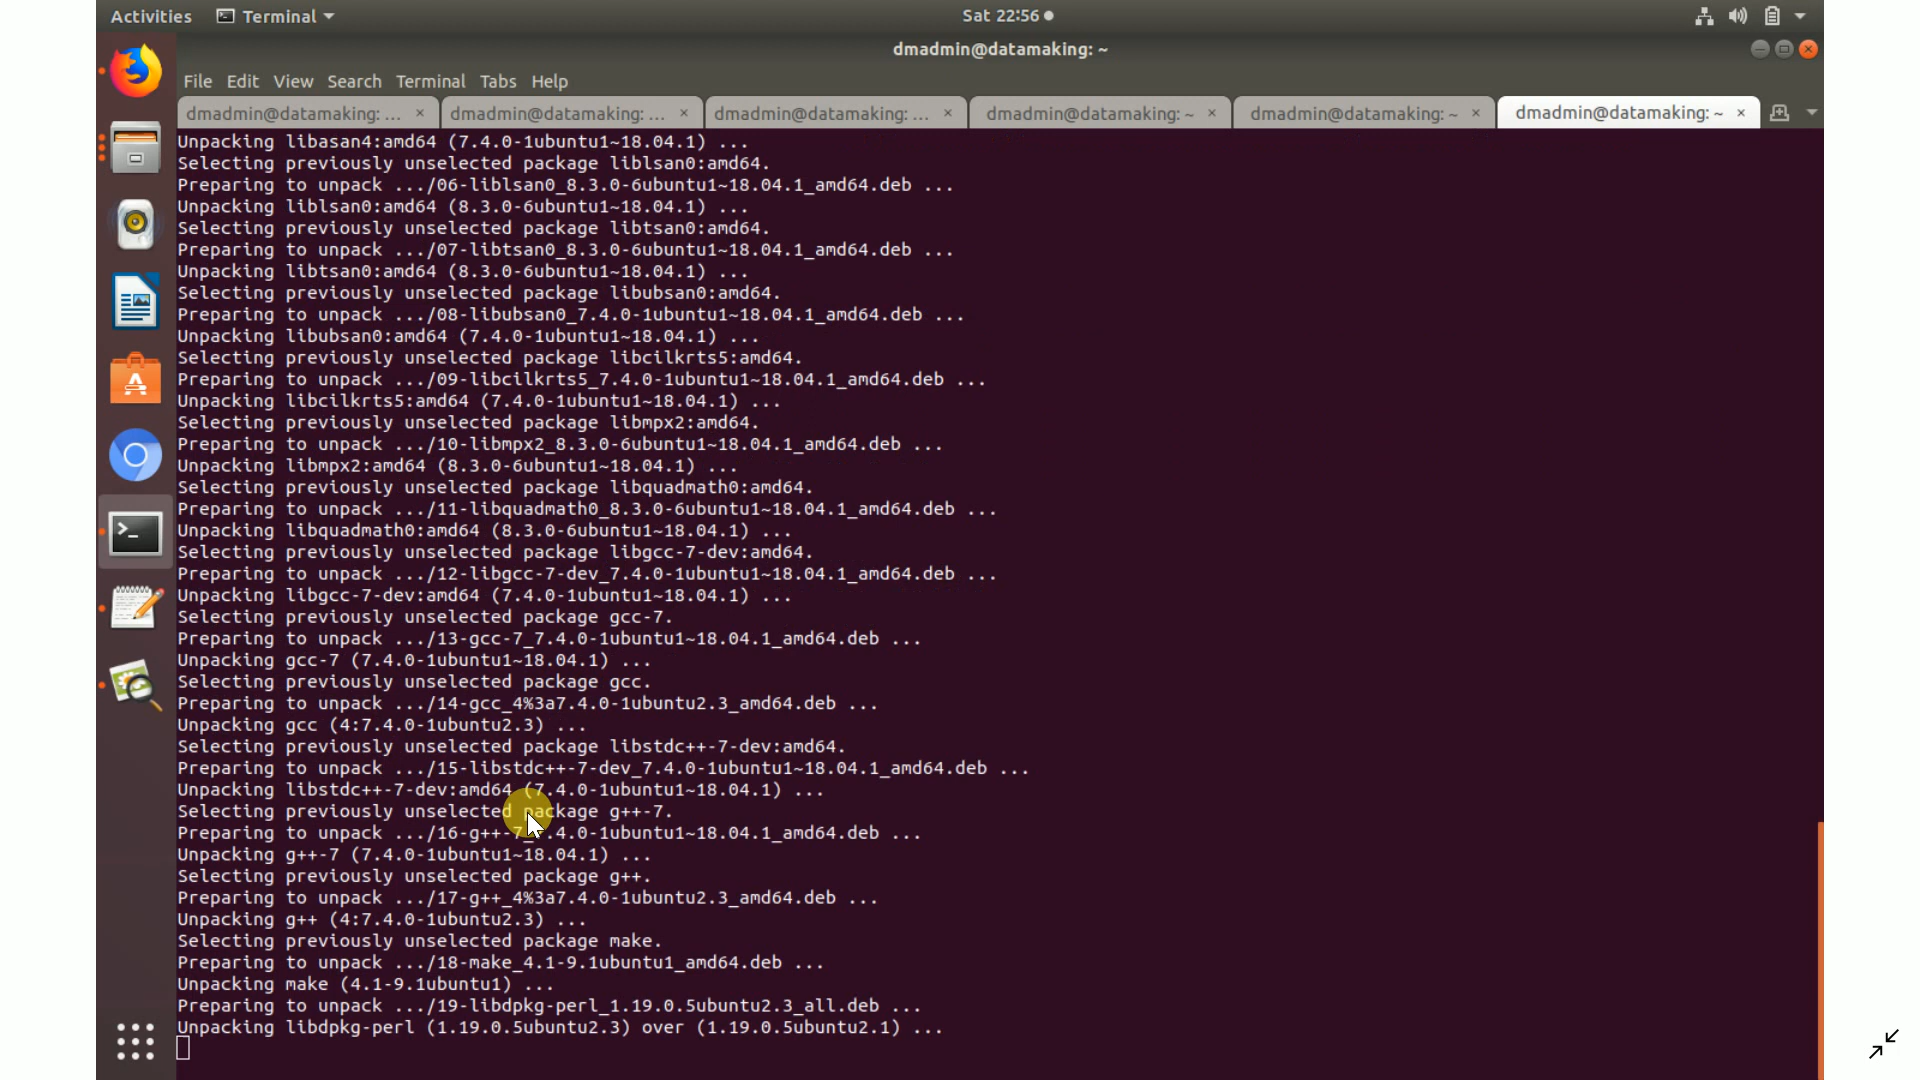 Activities Terminal Sat 22:56
dmadmin@datamaking: ~
File Edit View Search Terminal Tabs Help
dmadmin@datamaking: ... × dmadmin@datamaking: ... × dmadmin@datamaking: ... × dmadmin@datamaking: ~ × dmadmin@datamaking: ~ × dmadmin@datamaking: ~ ×
Unpacking libasan4:amd64 (7.4.0-1ubuntu1~18.04.1) ...
Selecting previously unselected package liblsan0:amd64.
Preparing to unpack .../06-liblsan0_8.3.0-6ubuntu1~18.04.1_amd64.deb ...
Unpacking liblsan0:amd64 (8.3.0-6ubuntu1~18.04.1) ...
Selecting previously unselected package libtsan0:amd64.
Preparing to unpack .../07-libtsan0_8.3.0-6ubuntu1~18.04.1_amd64.deb ...
Unpacking libtsan0:amd64 (8.3.0-6ubuntu1~18.04.1) ...
Selecting previously unselected package libubsan0:amd64.
Preparing to unpack .../08-libubsan0_7.4.0-1ubuntu1~18.04.1_amd64.deb ...
Unpacking libubsan0:amd64 (7.4.0-1ubuntu1~18.04.1) ...
Selecting previously unselected package libcilkrts5:amd64.
Preparing to unpack .../09-libcilkrts5_7.4.0-1ubuntu1~18.04.1_amd64.deb ...
Unpacking libcilkrts5:amd64 (7.4.0-1ubuntu1~18.04.1) ...
Selecting previously unselected package libmpx2:amd64.
Preparing to unpack .../10-libmpx2_8.3.0-6ubuntu1~18.04.1_amd64.deb ...
Unpacking libmpx2:amd64 (8.3.0-6ubuntu1~18.04.1) ...
Selecting previously unselected package libquadmath0:amd64.
Preparing to unpack .../11-libquadmath0_8.3.0-6ubuntu1~18.04.1_amd64.deb ...
Unpacking libquadmath0:amd64 (8.3.0-6ubuntu1~18.04.1) ...
Selecting previously unselected package libgcc-7-dev:amd64.
Preparing to unpack .../12-libgcc-7-dev_7.4.0-1ubuntu1~18.04.1_amd64.deb ...
Unpacking libgcc-7-dev:amd64 (7.4.0-1ubuntu1~18.04.1) ...
Selecting previously unselected package gcc-7.
Preparing to unpack .../13-gcc-7_7.4.0-1ubuntu1~18.04.1_amd64.deb ...
Unpacking gcc-7 (7.4.0-1ubuntu1~18.04.1) ...
Selecting previously unselected package gcc.
Preparing to unpack .../14-gcc_4%3a7.4.0-1ubuntu2.3_amd64.deb ...
Unpacking gcc (4:7.4.0-1ubuntu2.3) ...
Selecting previously unselected package libstdc++-7-dev:amd64.
Preparing to unpack .../15-libstdc++-7-dev_7.4.0-1ubuntu1~18.04.1_amd64.deb ...
Unpacking libstdc++-7-dev:amd64 (7.4.0-1ubuntu1~18.04.1) ...
Selecting previously unselected package g++-7.
Preparing to unpack .../16-g++-7_7.4.0-1ubuntu1~18.04.1_amd64.deb ...
Unpacking g++-7 (7.4.0-1ubuntu1~18.04.1) ...
Selecting previously unselected package g++.
Preparing to unpack .../17-g++_4%3a7.4.0-1ubuntu2.3_amd64.deb ...
Unpacking g++ (4:7.4.0-1ubuntu2.3) ...
Selecting previously unselected package make.
Preparing to unpack .../18-make_4.1-9.1ubuntu1_amd64.deb ...
Unpacking make (4.1-9.1ubuntu1) ...
Preparing to unpack .../19-libdpkg-perl_1.19.0.5ubuntu2.3_all.deb ...
Unpacking libdpkg-perl (1.19.0.5ubuntu2.3) over (1.19.0.5ubuntu2.1) ...